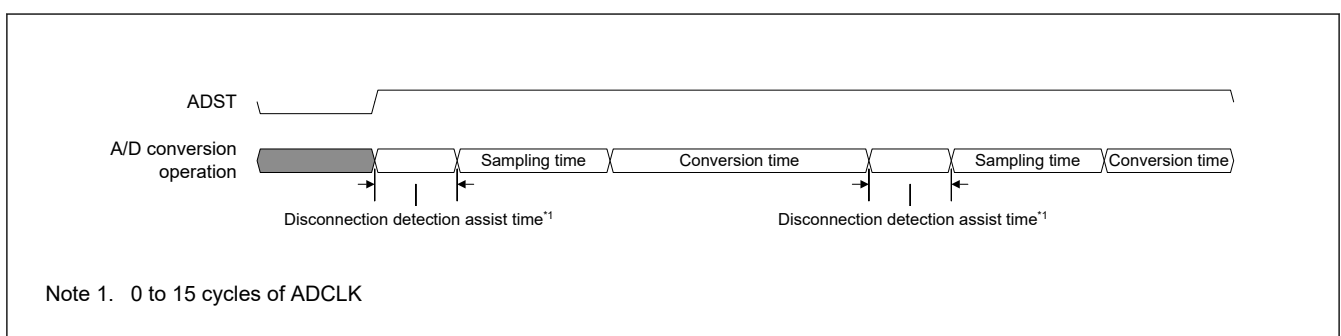 ADST
A/D conversion
operation
Sampling time
Conversion time
Sampling time
Conversion time
Disconnection detection assist time*1
Disconnection detection assist time*1
Note 1. 0 to 15 cycles of ADCLK